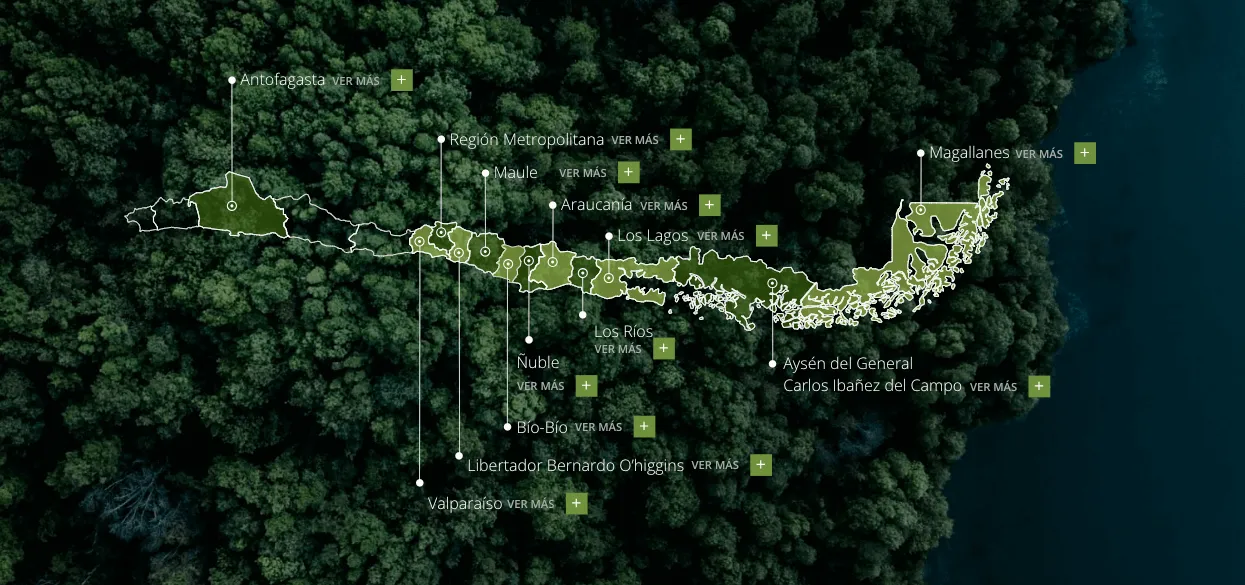 Antofagasta VER MÁS +
Región Metropolitana VER MÁS +
Magallanes VER MÁS +
Maule VER MÁS +
Araucanía VER MÁS +
Los Lagos VER MÁS +
Los Ríos
VER MÁS +
Ñuble
VER MÁS +
Aysén del General
Carlos Ibañez del Campo VER MÁS +
Bío-Bío VER MÁS +
Libertador Bernardo O'higgins VER MÁS +
Valparaíso VER MÁS +